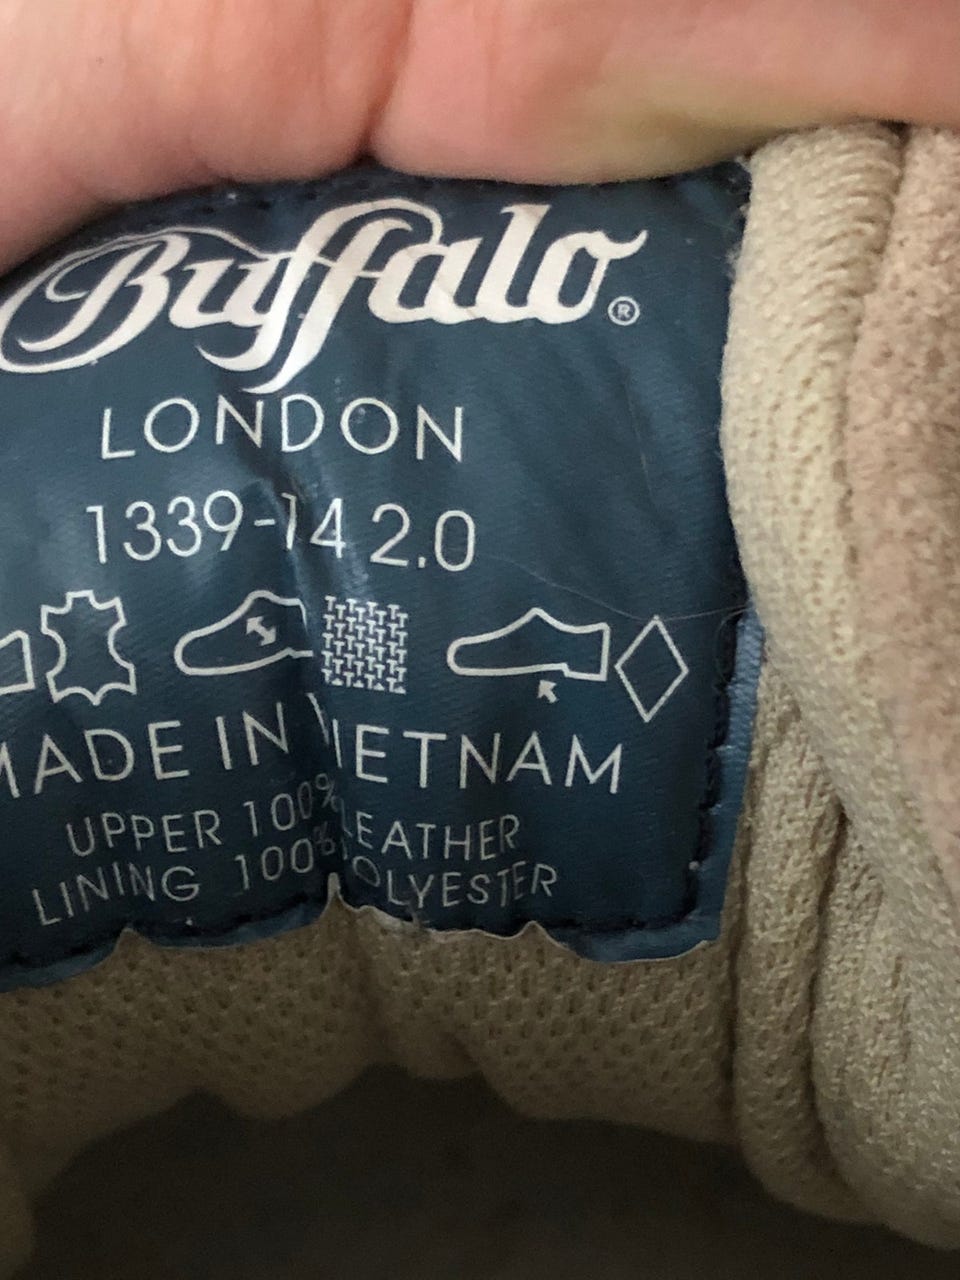 Buffalo®
LONDON
1339-14 2.0
MADE IN VIETNAM
UPPER 100% LEATHER
LINING 100% POLYESTER